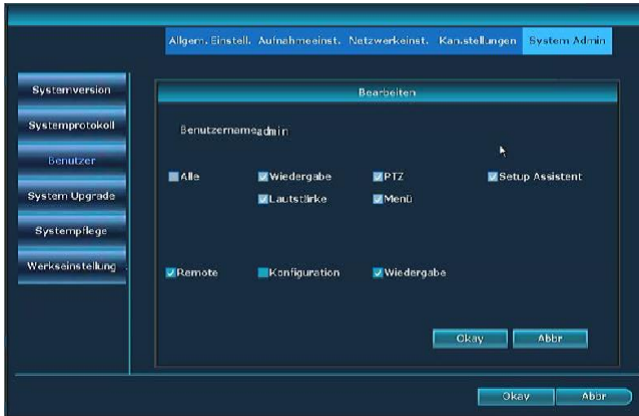 Allgem. Einstell. Aufnahmeeinst. Netzwerkeinst. Kan.stellungen System Admin
Systemversion
Systemprotokoll
Benutzer
System Upgrade
Systempflege
Werkseinstellung
Bearbeiten
Benutzername admin
Alle Wiedergabe PTZ Setup Assistent
Lautstärke Menü
Remote Konfiguration Wiedergabe
Okay Abbr
Okay Abbr